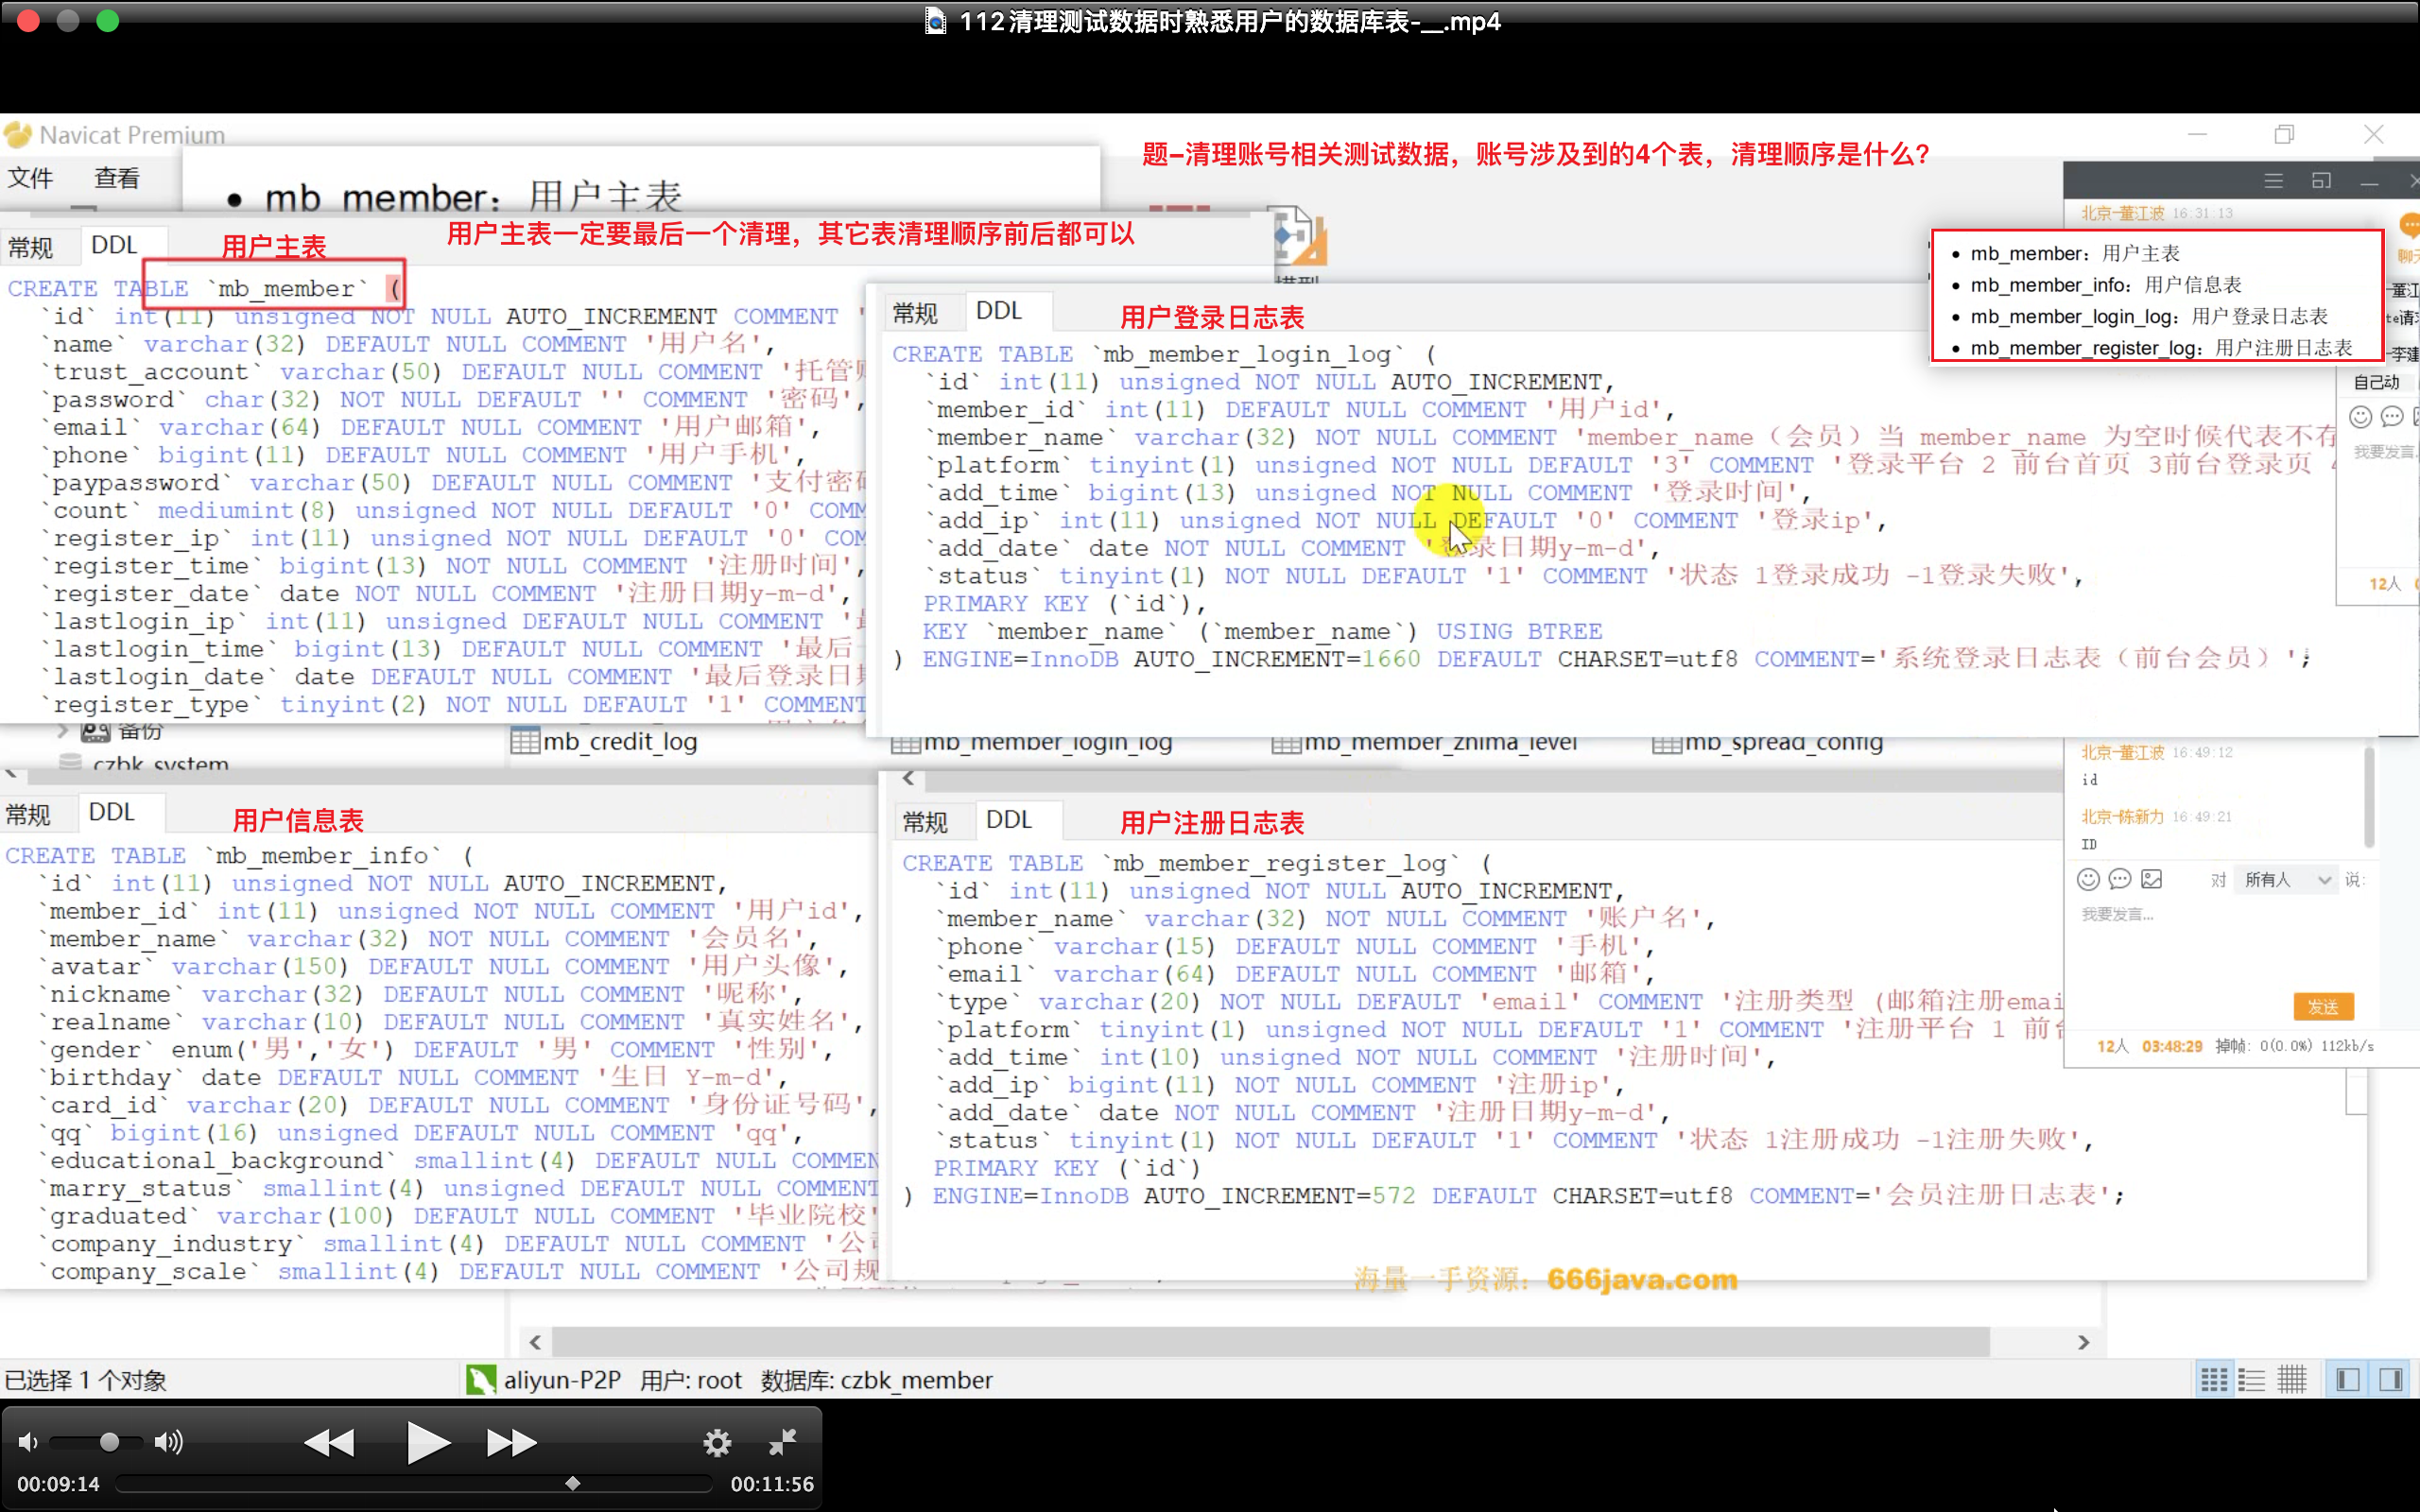 112清理测试数据时熟悉用户的数据库表-__.mp4
Navicat Premium
题-清理账号相关测试数据，账号涉及到的4个表，清理顺序是什么？
文件 查看
mb_member：用户主表
北京-董江波 16:31:13
常规 DDL 用户主表
用户主表一定要最后一个清理，其它表清理顺序前后都可以
• mb_member：用户主表
• mb_member_info：用户信息表
• mb_member_login_log：用户登录日志表
• mb_member_register_log：用户注册日志表
自己动
我要发言
12人
CREATE TABLE `mb_member` (
`id` int(11) unsigned NOT NULL AUTO_INCREMENT COMMENT '
`name` varchar(32) DEFAULT NULL COMMENT '用户名',
`trust_account` varchar(50) DEFAULT NULL COMMENT '托管
`password` char(32) NOT NULL DEFAULT '' COMMENT '密码',
`email` varchar(64) DEFAULT NULL COMMENT '用户邮箱',
`phone` bigint(11) DEFAULT NULL COMMENT '用户手机',
`paypassword` varchar(50) DEFAULT NULL COMMENT '支付密码
`count` mediumint(8) unsigned NOT NULL DEFAULT '0' COMM
`register_ip` int(11) unsigned NOT NULL DEFAULT '0' COM
`register_time` bigint(13) NOT NULL COMMENT '注册时间',
`register_date` date NOT NULL COMMENT '注册日期y-m-d',
`lastlogin_ip` int(11) unsigned DEFAULT NULL COMMENT '最
`lastlogin_time` bigint(13) DEFAULT NULL COMMENT '最后
`lastlogin_date` date DEFAULT NULL COMMENT '最后登录日期
`register_type` tinyint(2) NOT NULL DEFAULT '1' COMMENT
常规 DDL 用户登录日志表
CREATE TABLE `mb_member_login_log` (
`id` int(11) unsigned NOT NULL AUTO_INCREMENT,
`member_id` int(11) DEFAULT NULL COMMENT '用户id',
`member_name` varchar(32) NOT NULL COMMENT 'member_name（会员）当 member_name 为空时候代表不存
`platform` tinyint(1) unsigned NOT NULL DEFAULT '3' COMMENT '登录平台 2 前台首页 3前台登录页 4
`add_time` bigint(13) unsigned NOT NULL COMMENT '登录时间',
`add_ip` int(11) unsigned NOT NULL DEFAULT '0' COMMENT '登录ip',
`add_date` date NOT NULL COMMENT '登录日期y-m-d',
`status` tinyint(1) NOT NULL DEFAULT '1' COMMENT '状态 1登录成功 -1登录失败',
PRIMARY KEY (`id`),
KEY `member_name` (`member_name`) USING BTREE
) ENGINE=InnoDB AUTO_INCREMENT=1660 DEFAULT CHARSET=utf8 COMMENT='系统登录日志表（前台会员）';
备份
czbk_system
mb_credit_log mb_member_login_log mb_member_zhima_level mb_spread_config
常规 DDL 用户信息表
CREATE TABLE `mb_member_info` (
`id` int(11) unsigned NOT NULL AUTO_INCREMENT,
`member_id` int(11) unsigned NOT NULL COMMENT '用户id',
`member_name` varchar(32) NOT NULL COMMENT '会员名',
`avatar` varchar(150) DEFAULT NULL COMMENT '用户头像',
`nickname` varchar(32) DEFAULT NULL COMMENT '昵称',
`realname` varchar(10) DEFAULT NULL COMMENT '真实姓名',
`gender` enum('男','女') DEFAULT '男' COMMENT '性别',
`birthday` date DEFAULT NULL COMMENT '生日 Y-m-d',
`card_id` varchar(20) DEFAULT NULL COMMENT '身份证号码',
`qq` bigint(16) unsigned DEFAULT NULL COMMENT 'qq',
`educational_background` smallint(4) DEFAULT NULL COMMEN
`marry_status` smallint(4) unsigned DEFAULT NULL COMMENT
`graduated` varchar(100) DEFAULT NULL COMMENT '毕业院校'
`company_industry` smallint(4) DEFAULT NULL COMMENT '公司
`company_scale` smallint(4) DEFAULT NULL COMMENT '公司规
常规 DDL 用户注册日志表
CREATE TABLE `mb_member_register_log` (
`id` int(11) unsigned NOT NULL AUTO_INCREMENT,
`member_name` varchar(32) NOT NULL COMMENT '账户名',
`phone` varchar(15) DEFAULT NULL COMMENT '手机',
`email` varchar(64) DEFAULT NULL COMMENT '邮箱',
`type` varchar(20) NOT NULL DEFAULT 'email' COMMENT '注册类型 (邮箱注册emai
`platform` tinyint(1) unsigned NOT NULL DEFAULT '1' COMMENT '注册平台 1 前台
`add_time` int(10) unsigned NOT NULL COMMENT '注册时间',
`add_ip` bigint(11) NOT NULL COMMENT '注册ip',
`add_date` date NOT NULL COMMENT '注册日期y-m-d',
`status` tinyint(1) NOT NULL DEFAULT '1' COMMENT '状态 1注册成功 -1注册失败',
PRIMARY KEY (`id`)
) ENGINE=InnoDB AUTO_INCREMENT=572 DEFAULT CHARSET=utf8 COMMENT='会员注册日志表';
北京-董江波 16:49:12
id
北京-陈新力 16:49:21
ID
对 所有人 说:
我要发言...
发送
12人 03:48:29 掉帧: 0(0.0%) 112kb/s
海量一手资源：666java.com
已选择 1 个对象 aliyun-P2P 用户: root 数据库: czbk_member
00:09:14 00:11:56